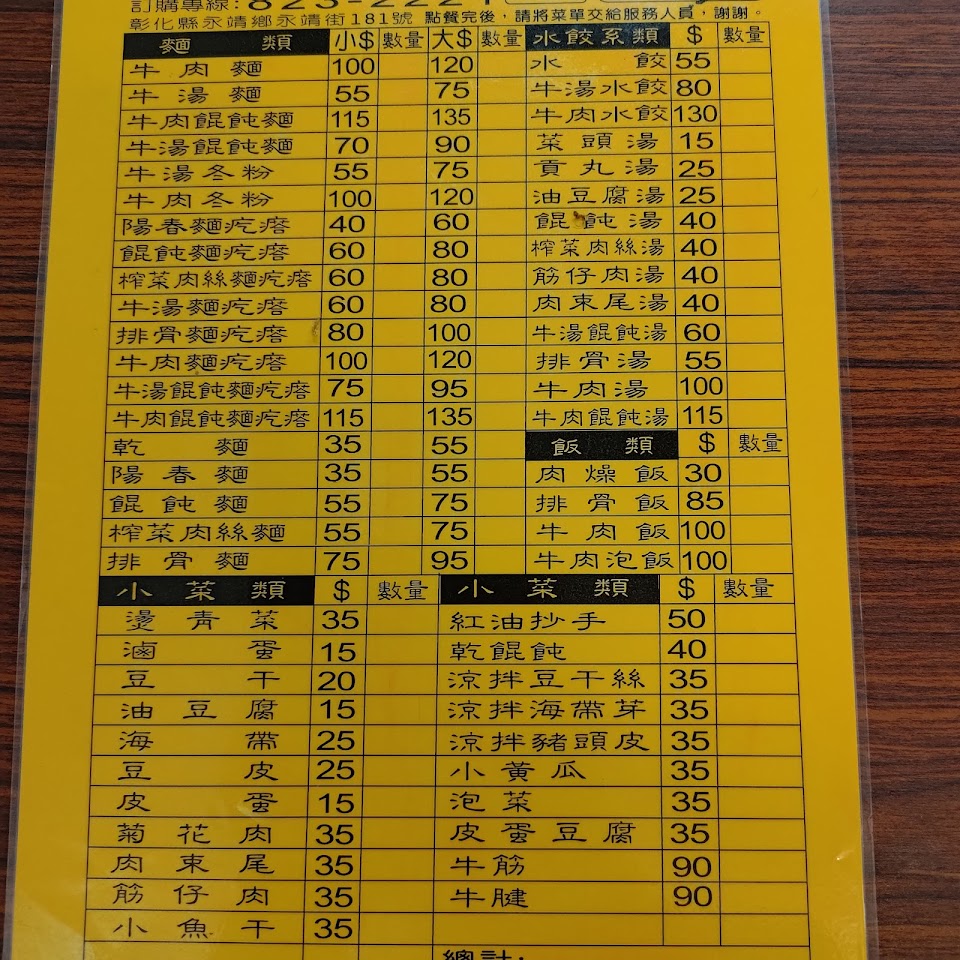 訂購專線:823-222
彰化縣永靖鄉永靖街181號 點餐完後,請將菜單交給服務人員,謝謝。
麵類 小$ 數量 大$ 數量 水餃系類 $ 數量
牛肉麵 100 120 水餃 55
牛湯麵 55 75 牛湯水餃 80
牛肉餛飩麵 115 135 牛肉水餃 130
牛湯餛飩麵 70 90 菜頭湯 15
牛湯冬粉 55 75 貢丸湯 25
牛肉冬粉 100 120 油豆腐湯 25
陽春麵疙瘩 40 60 餛飩湯 40
餛飩麵疙瘩 60 80 榨菜肉絲湯 40
榨菜肉絲麵疙瘩 60 80 筋仔肉湯 40
牛湯麵疙瘩 60 80 肉束尾湯 40
排骨麵疙瘩 80 100 牛湯餛飩湯 60
牛肉麵疙瘩 100 120 排骨湯 55
牛湯餛飩麵疙瘩 75 95 牛肉湯 100
牛肉餛飩麵疙瘩 115 135 牛肉餛飩湯 115
乾麵 35 55 飯類 $ 數量
陽春麵 35 55 肉燥飯 30
餛飩麵 55 75 排骨飯 85
榨菜肉絲麵 55 75 牛肉飯 100
排骨麵 75 95 牛肉泡飯 100
小菜類 $ 數量 小菜類 $ 數量
燙青菜 35 紅油抄手 50
滷蛋 15 乾餛飩 40
豆干 20 涼拌豆干絲 35
油豆腐 15 涼拌海帶芽 35
海帶 25 涼拌豬頭皮 35
豆皮 25 小黃瓜 35
皮蛋 15 泡菜 35
菊花肉 35 皮蛋豆腐 35
肉束尾 35 牛筋 90
筋仔肉 35 牛腱 90
小魚干 35
總計: